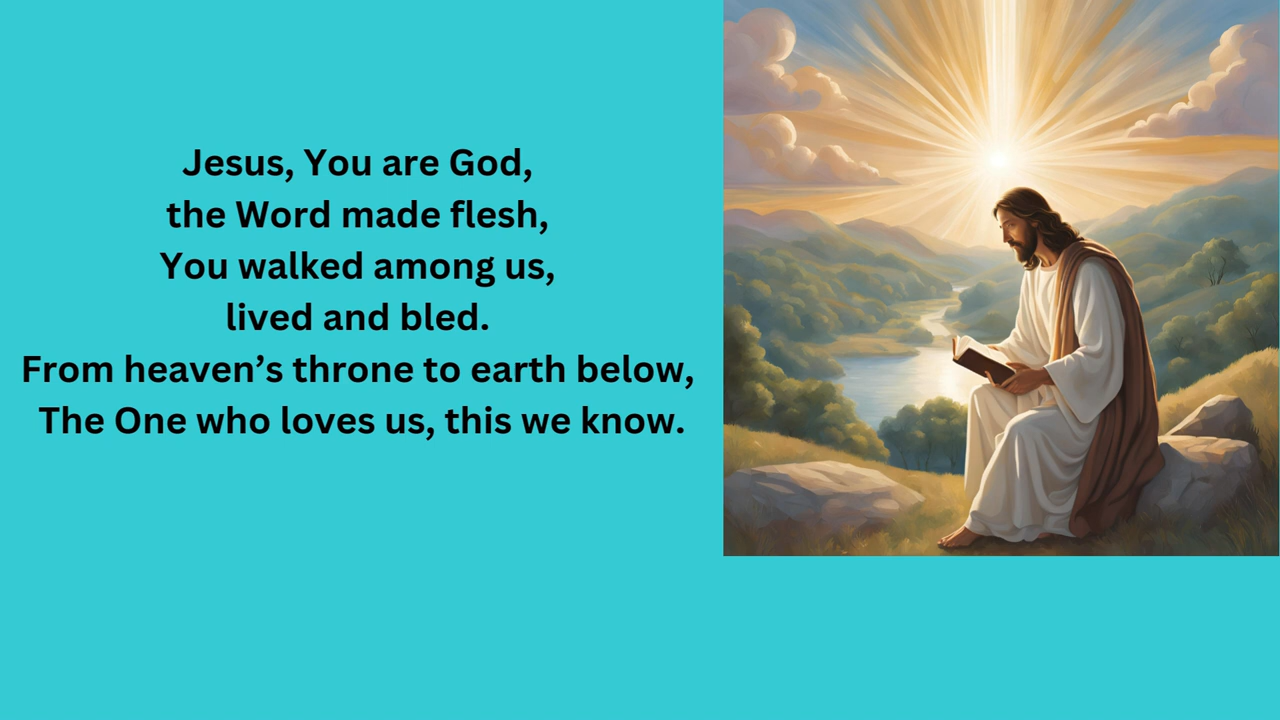 Jesus, You are God,
the Word made flesh,
You walked among us,
lived and bled.
From heaven’s throne to earth below,
The One who loves us, this we know.